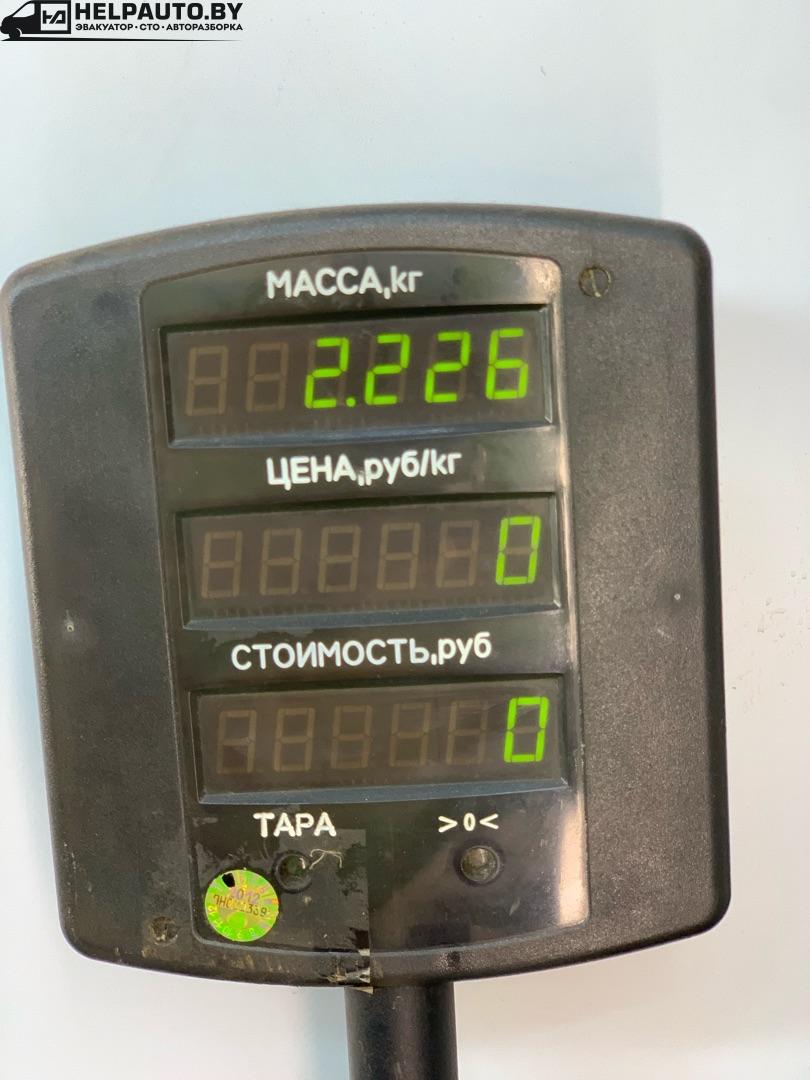 HELPAUTO.BY
ЭВАКУАТОР•СТО•АВТОРАЗБОРКА
МАССА,кг
2.226
ЦЕНА,руб/кг
0
СТОИМОСТЬ,руб
0
ТАРА >0<